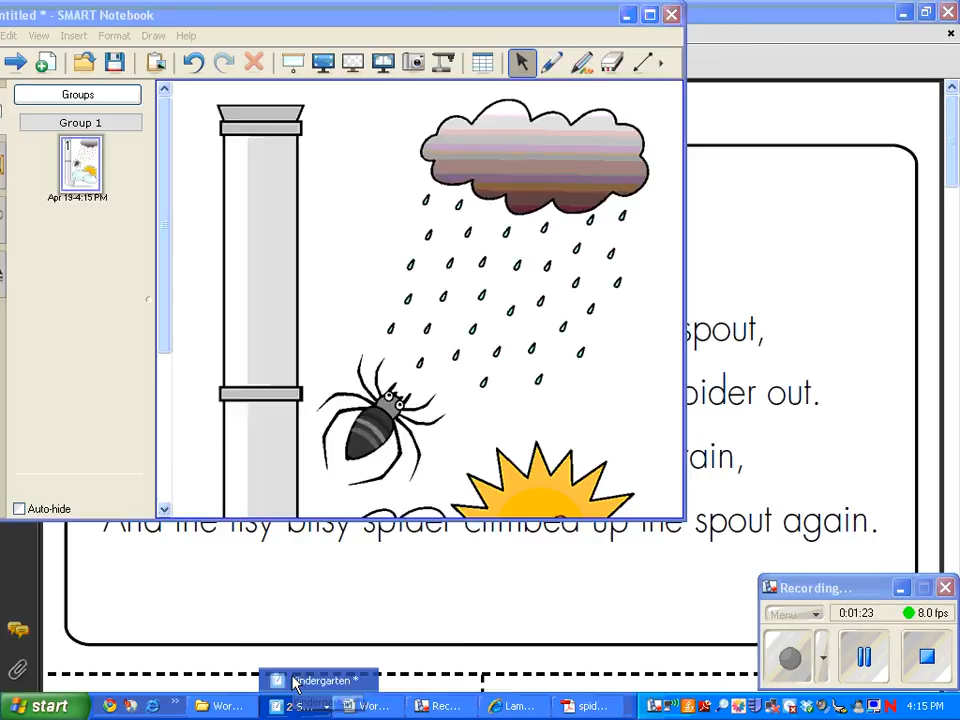 ntitled * - SMART Notebook
Edit View Insert Format Draw Help
Groups
Group 1
1
Apr 19-4:15 PM
Auto-hide
spout,
pider out.
rain,
And the itsy bitsy spider climbed up the spout again.
Recording...
Menu
0:01:23
8.0 fps
kindergarten *
start
Wor...
2 S...
Wor...
Rec...
Lam...
spid...
4:15 PM